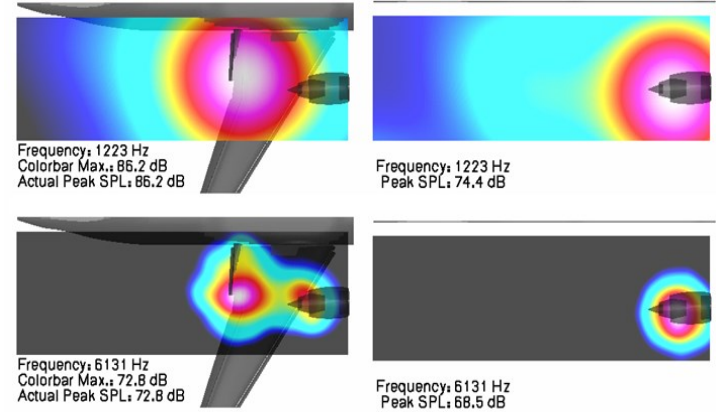 Frequency: 1223 Hz
Colorbar Max.: 86.2 dB
Actual Peak SPL: 86.2 dB
Frequency: 1223 Hz
Peak SPL: 74.4 dB
Frequency: 6131 Hz
Colorbar Max.: 72.8 dB
Actual Peak SPL: 72.8 dB
Frequency: 6131 Hz
Peak SPL: 68.5 dB